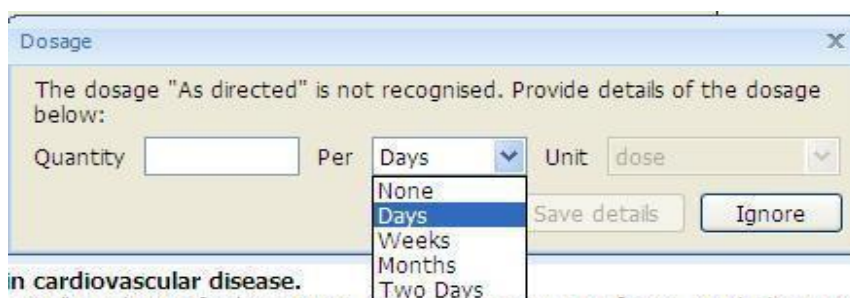 Dosage
The dosage "As directed" is not recognised. Provide details of the dosage
below:
Quantity Per Days Unit dose
None
Days Save details Ignore
Weeks
in cardiovascular disease. Months
Two Days